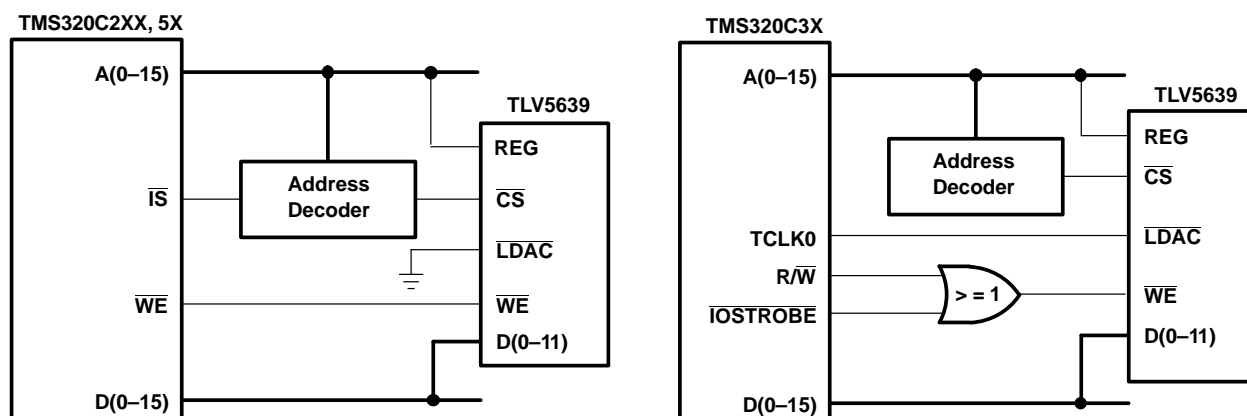 TMS320C2XX, 5X
A(0–15)
TLV5639
REG
Address
Decoder
IS
CS
LDAC
WE
WE
D(0–11)
D(0–15)
TMS320C3X
A(0–15)
TLV5639
REG
Address
Decoder
CS
TCLK0
LDAC
R/W
> = 1
WE
IOSTROBE
D(0–11)
D(0–15)